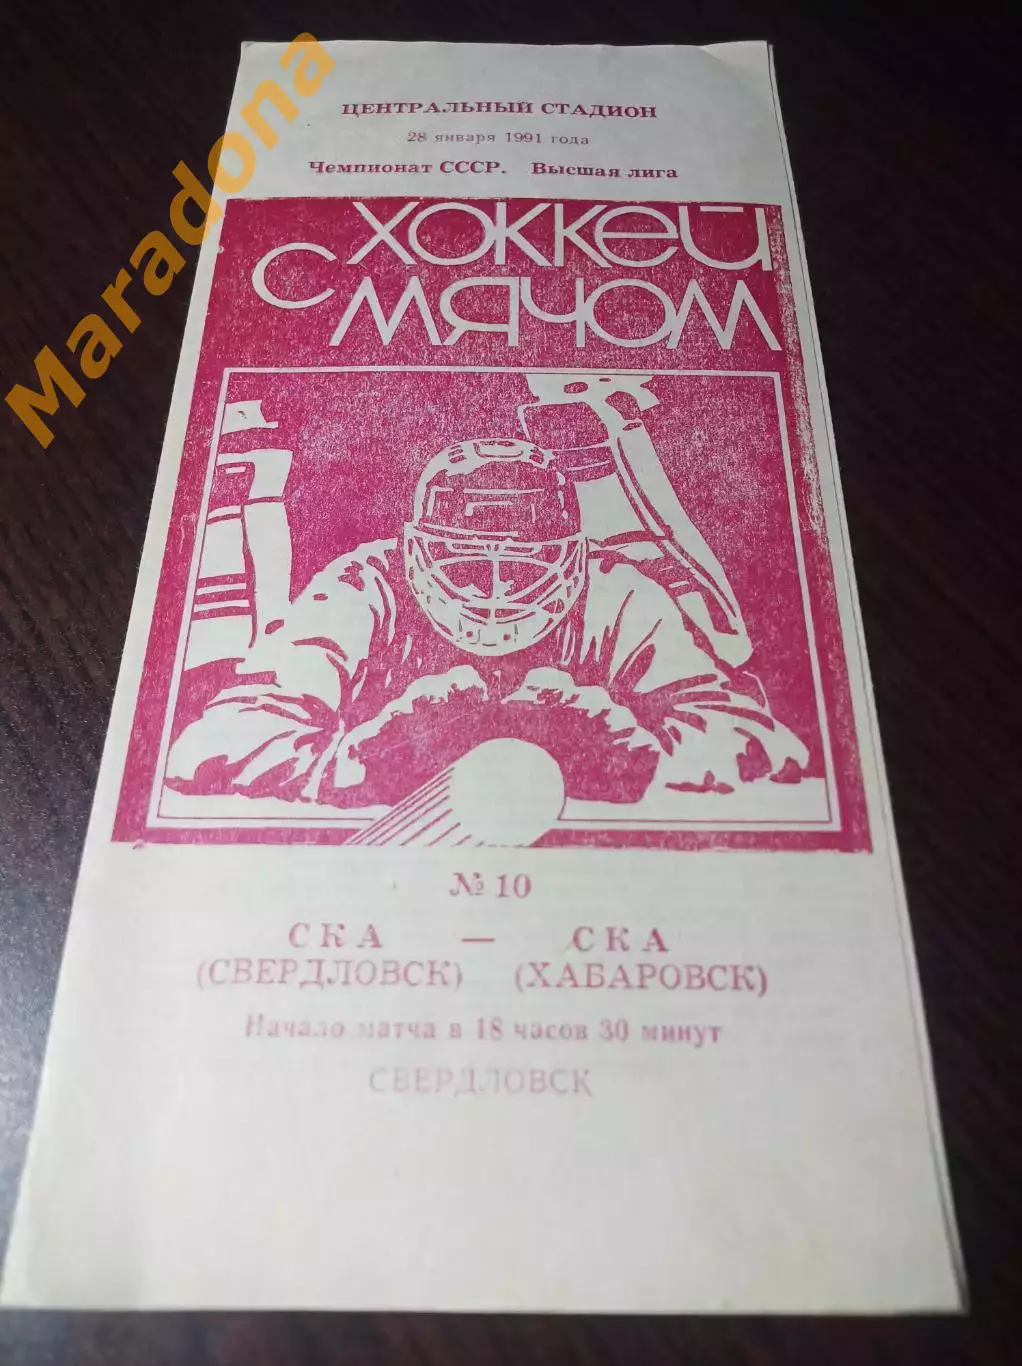 ЦЕНТРАЛЬНЫЙ СТАДИОН
28 января 1991 года
Чемпионат СССР. Высшая лига
ХОККЕЙ
С МЯЧОМ
№ 10
СКА — СКА
(СВЕРДЛОВСК) (ХАБАРОВСК)
Начало матча в 18 часов 30 минут
СВЕРДЛОВСК
Maradona